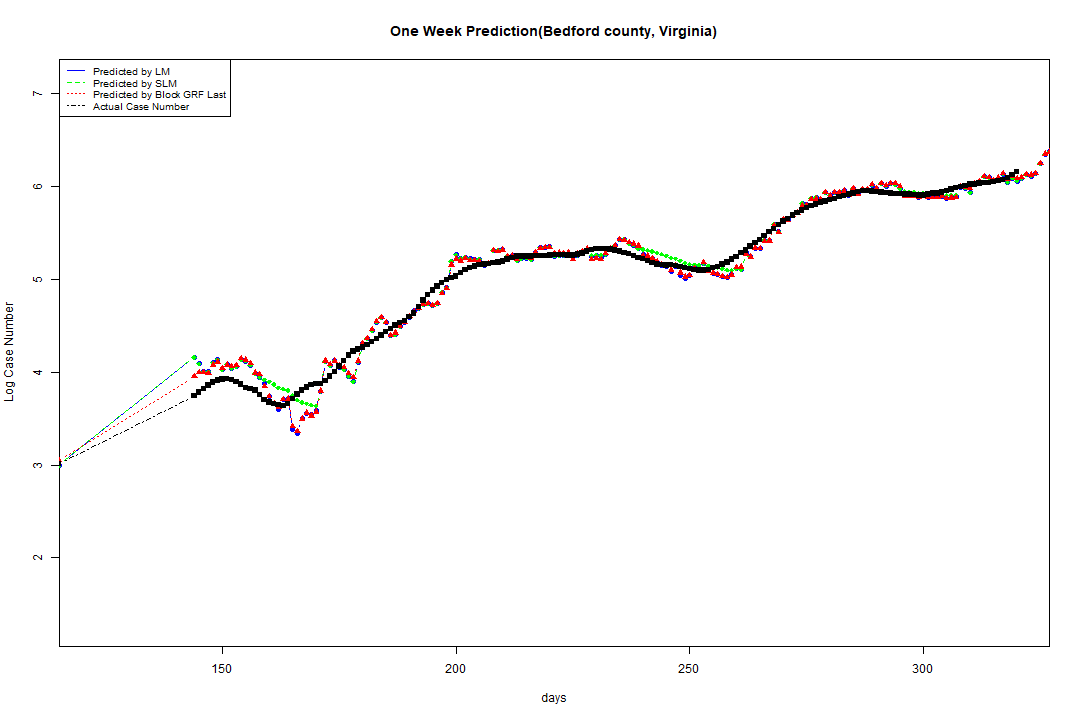 One Week Prediction(Bedford county, Virginia)
Predicted by LM
Predicted by SLM
Predicted by Block GRF Last
Actual Case Number
7
6
5
4
3
2
Log Case Number
150 200 250 300
days